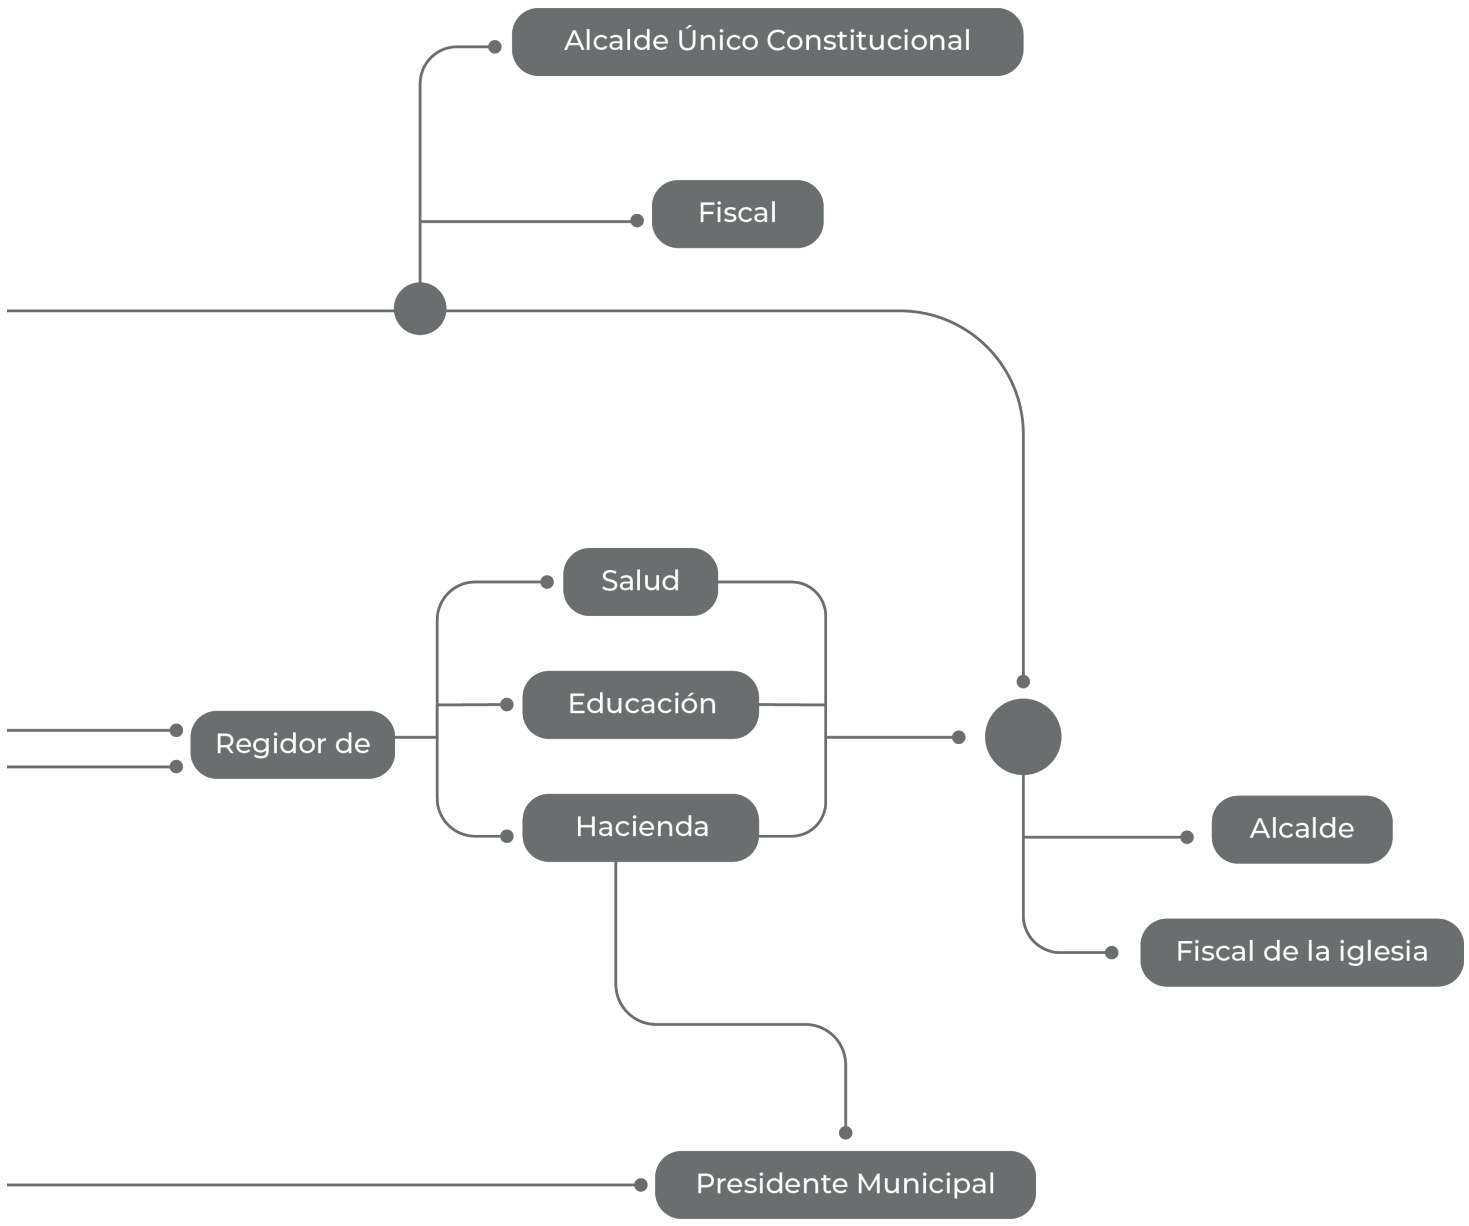 Alcalde Único Constitucional
Fiscal
Salud
Educación
Regidor de
Hacienda
Alcalde
Fiscal de la iglesia
Presidente Municipal